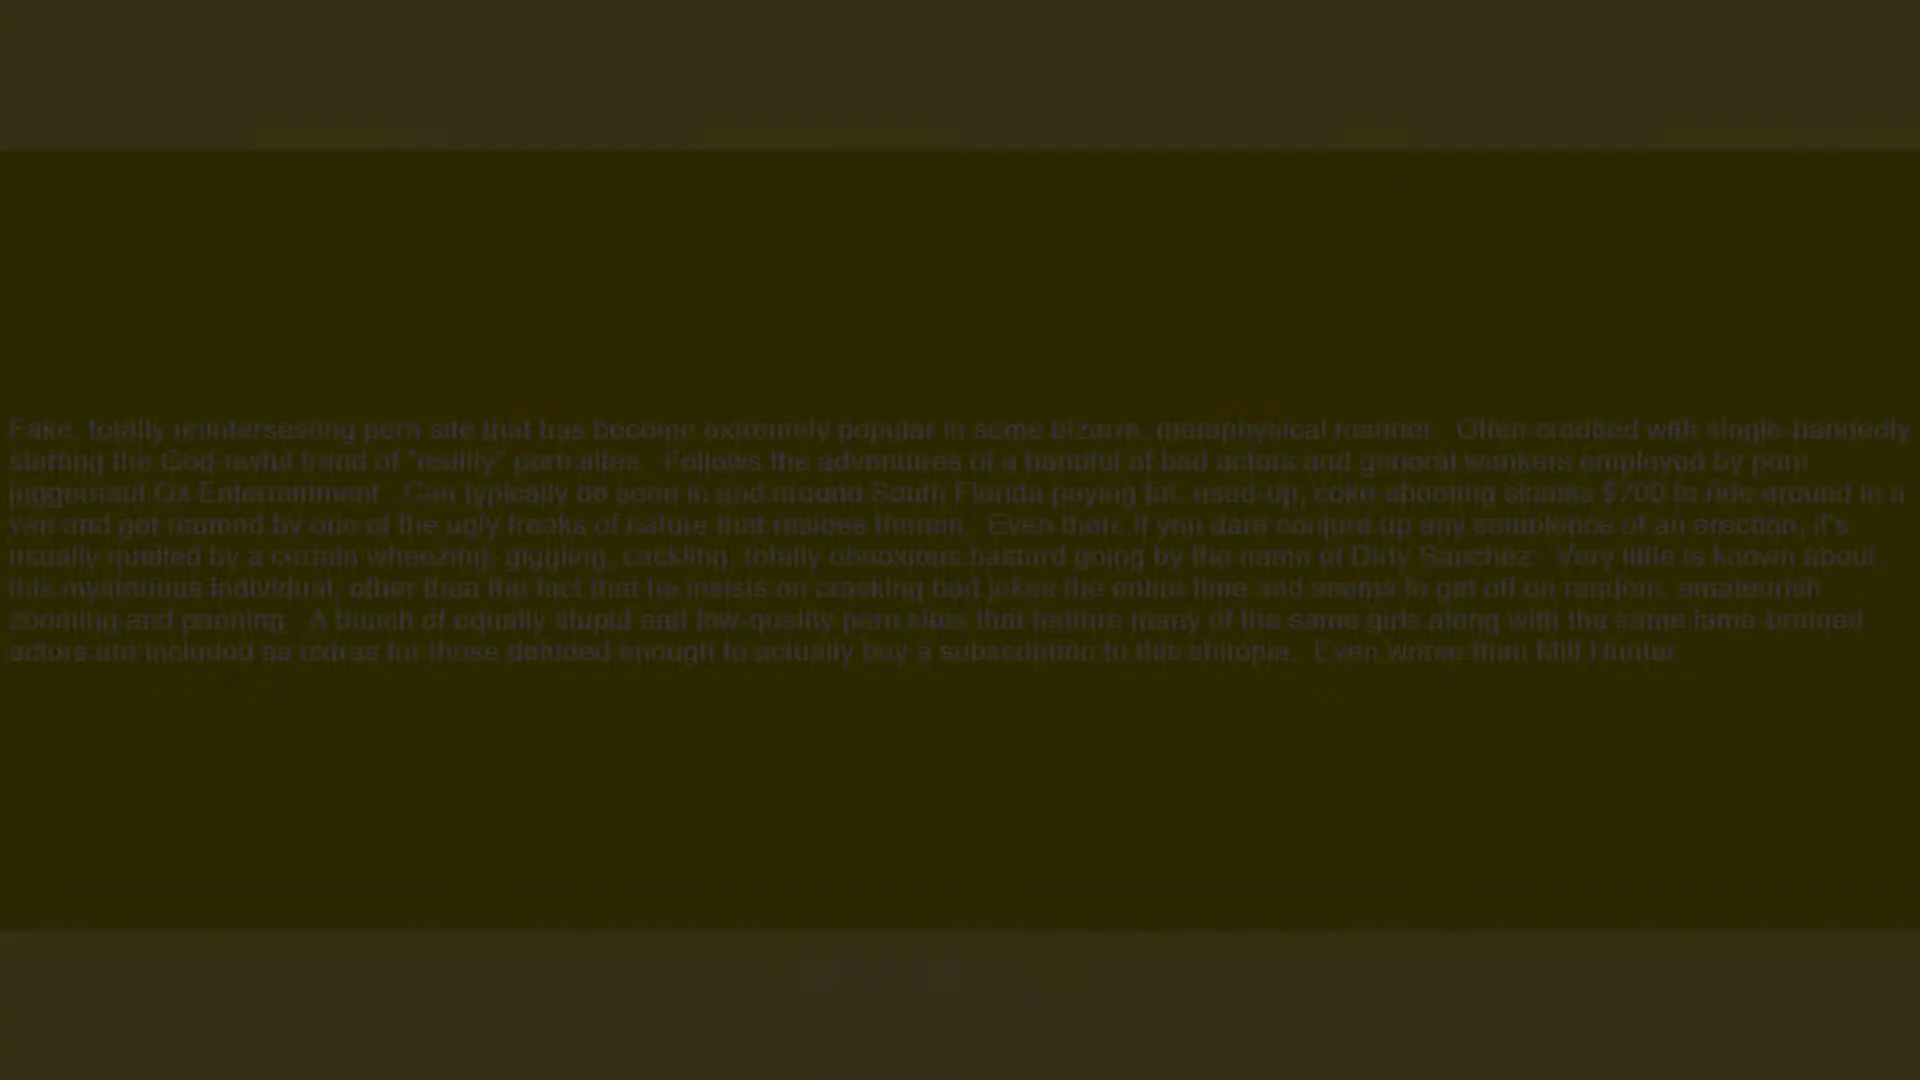 Fake, totally unintersesting porn site that has become extremely popular in some bizarre, metaphysical manner.  Often credited with single-handedly
starting the God-awful trend of "reality" porn sites.  Follows the adventures of a handful of bad actors and general wankers employed by porn
juggernaut Ox Entertainment.  Can typically be seen in and around South Florida paying fat, used-up, coke-shooting skanks $700 to ride around in a
van and get reamed by one of the ugly freaks of nature that resides therein.  Even then, if you dare conjure up any semblence of an erection, it's
usually quelled by a certain wheezing, giggling, cackling, totally obnoxious bastard going by the name of Dirty Sanchez.  Very little is known about
this mysterious individual, other than the fact that he insists on cracking bad jokes the entire time and seems to get off on random, amateurish
zooming and panning.  A bunch of equally stupid and low-quality porn sites that feature many of the same girls along with the same lame-brained
actors are included as extras for those deluded enough to actually buy a subscription to this shitopia.  Even worse than Milf Hunter